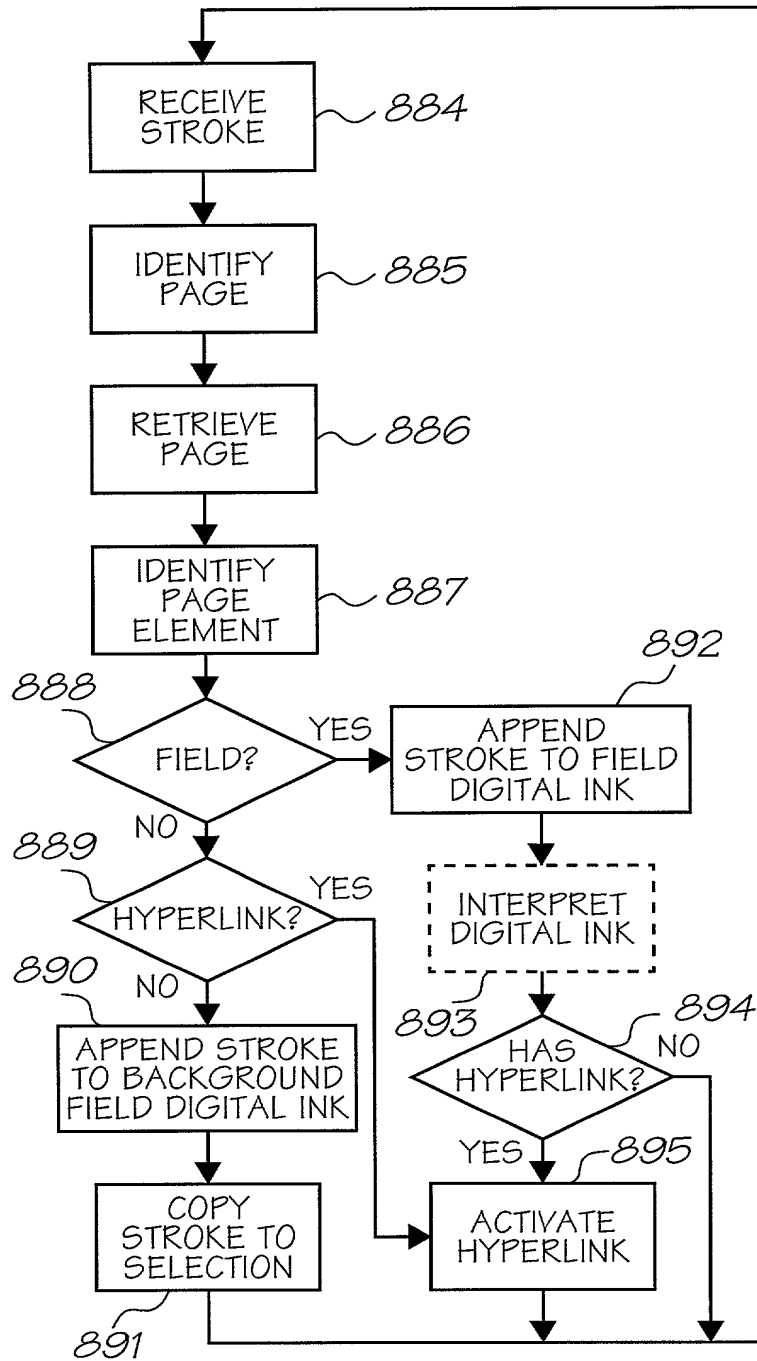 RECEIVE
STROKE
884
IDENTIFY
PAGE
885
RETRIEVE
PAGE
886
IDENTIFY
PAGE
ELEMENT
887
888
FIELD?
YES
NO
892
APPEND
STROKE TO FIELD
DIGITAL INK
889
HYPERLINK?
YES
NO
INTERPRET
DIGITAL INK
893
890
APPEND STROKE
TO BACKGROUND
FIELD DIGITAL INK
894
HAS
HYPERLINK?
NO
YES
COPY
STROKE TO
SELECTION
891
895
ACTIVATE
HYPERLINK